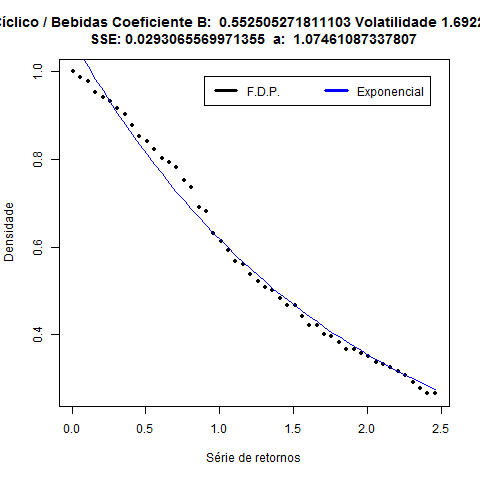 Cíclico / Bebidas Coeficiente B: 0.552505271811103 Volatilidade 1.6922
SSE: 0.0293065569971355 a: 1.07461087337807
F.D.P. Exponencial
Densidade
1.0
0.8
0.6
0.4
0.0 0.5 1.0 1.5 2.0 2.5
Série de retornos